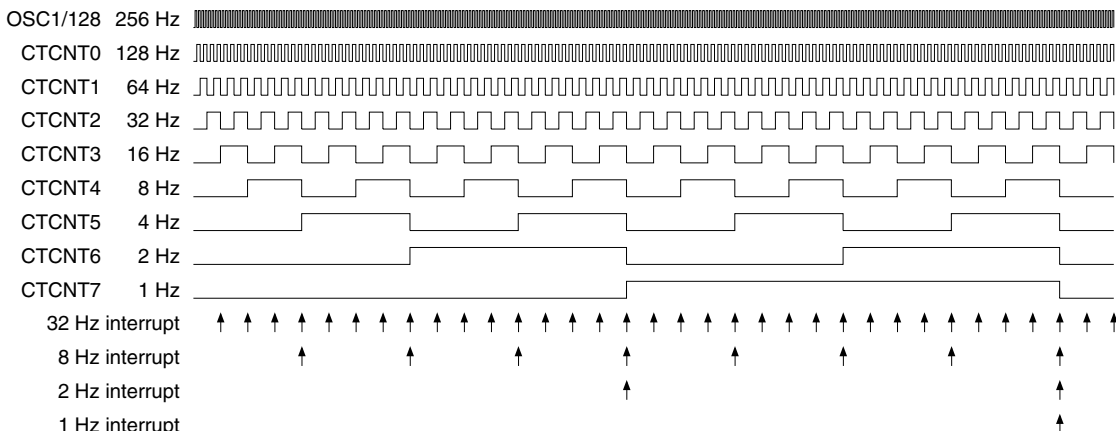 OSC1/128 256 Hz
CTCNT0 128 Hz
CTCNT1 64 Hz
CTCNT2 32 Hz
CTCNT3 16 Hz
CTCNT4 8 Hz
CTCNT5 4 Hz
CTCNT6 2 Hz
CTCNT7 1 Hz
32 Hz interrupt
8 Hz interrupt
2 Hz interrupt
1 Hz interrupt